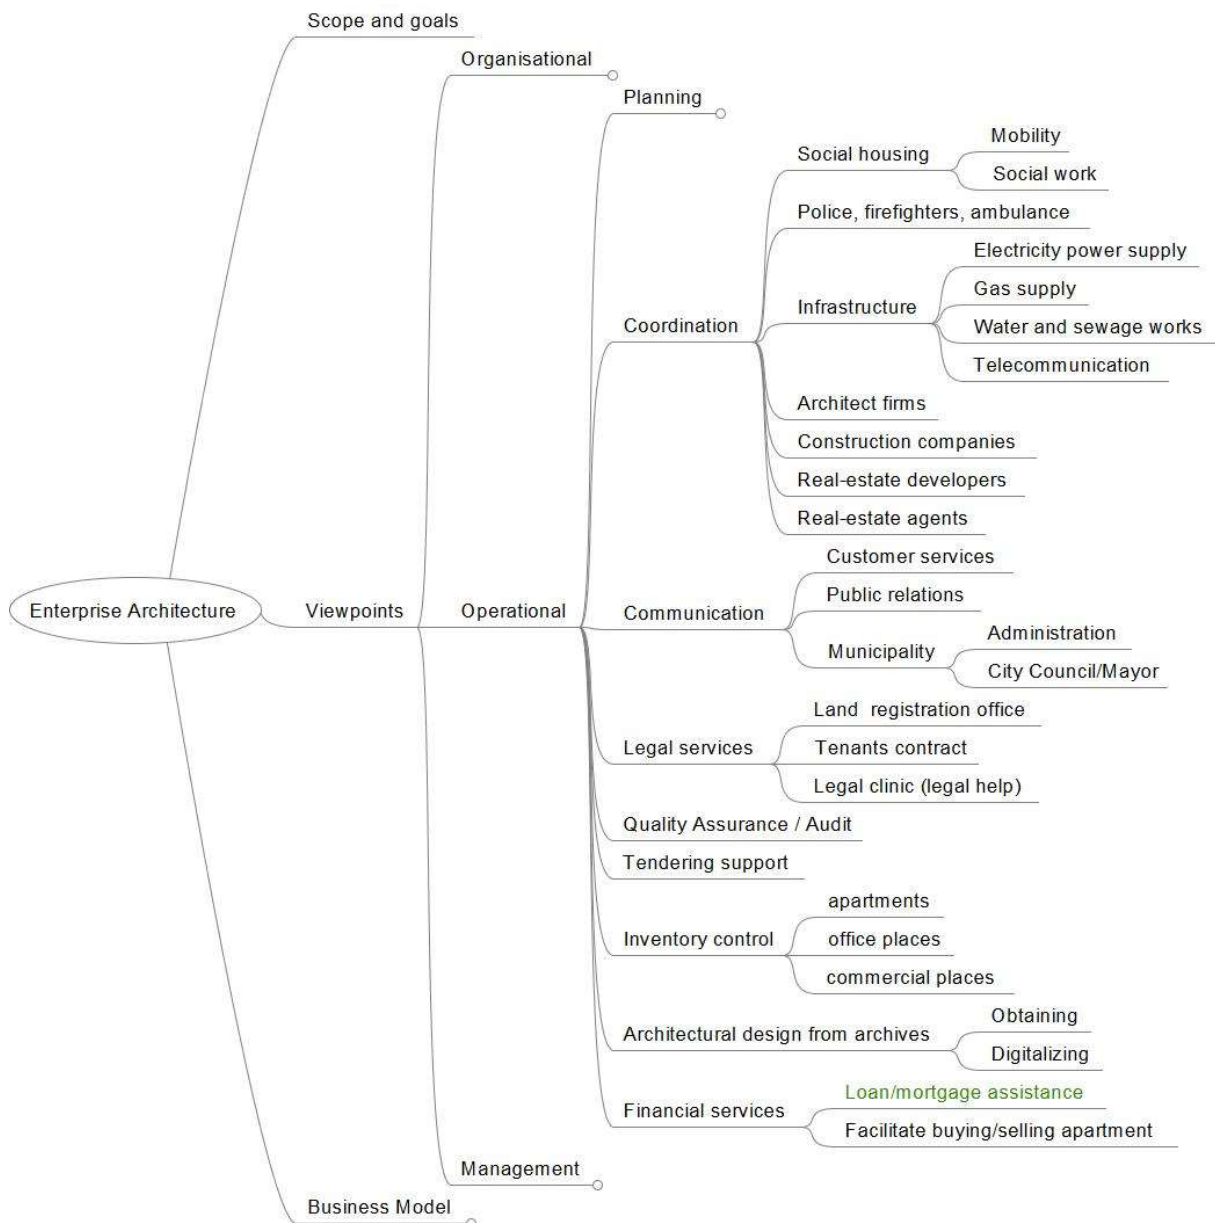 Scope and goals
Organisational
Planning
Mobility
Social housing
Social work
Police, firefighters, ambulance
Electricity power supply
Gas supply
Infrastructure
Coordination
Water and sewage works
Telecommunication
Architect firms
Construction companies
Real-estate developers
Real-estate agents
Customer services
Enterprise Architecture
Viewpoints
Operational
Communication
Public relations
Administration
Municipality
City Council/Mayor
Land  registration office
Legal services
Tenants contract
Legal clinic (legal help)
Quality Assurance / Audit
Tendering support
apartments
Inventory control
office places
commercial places
Obtaining
Architectural design from archives
Digitalizing
Loan/mortgage assistance
Financial services
Facilitate buying/selling apartment
Management
Business Model